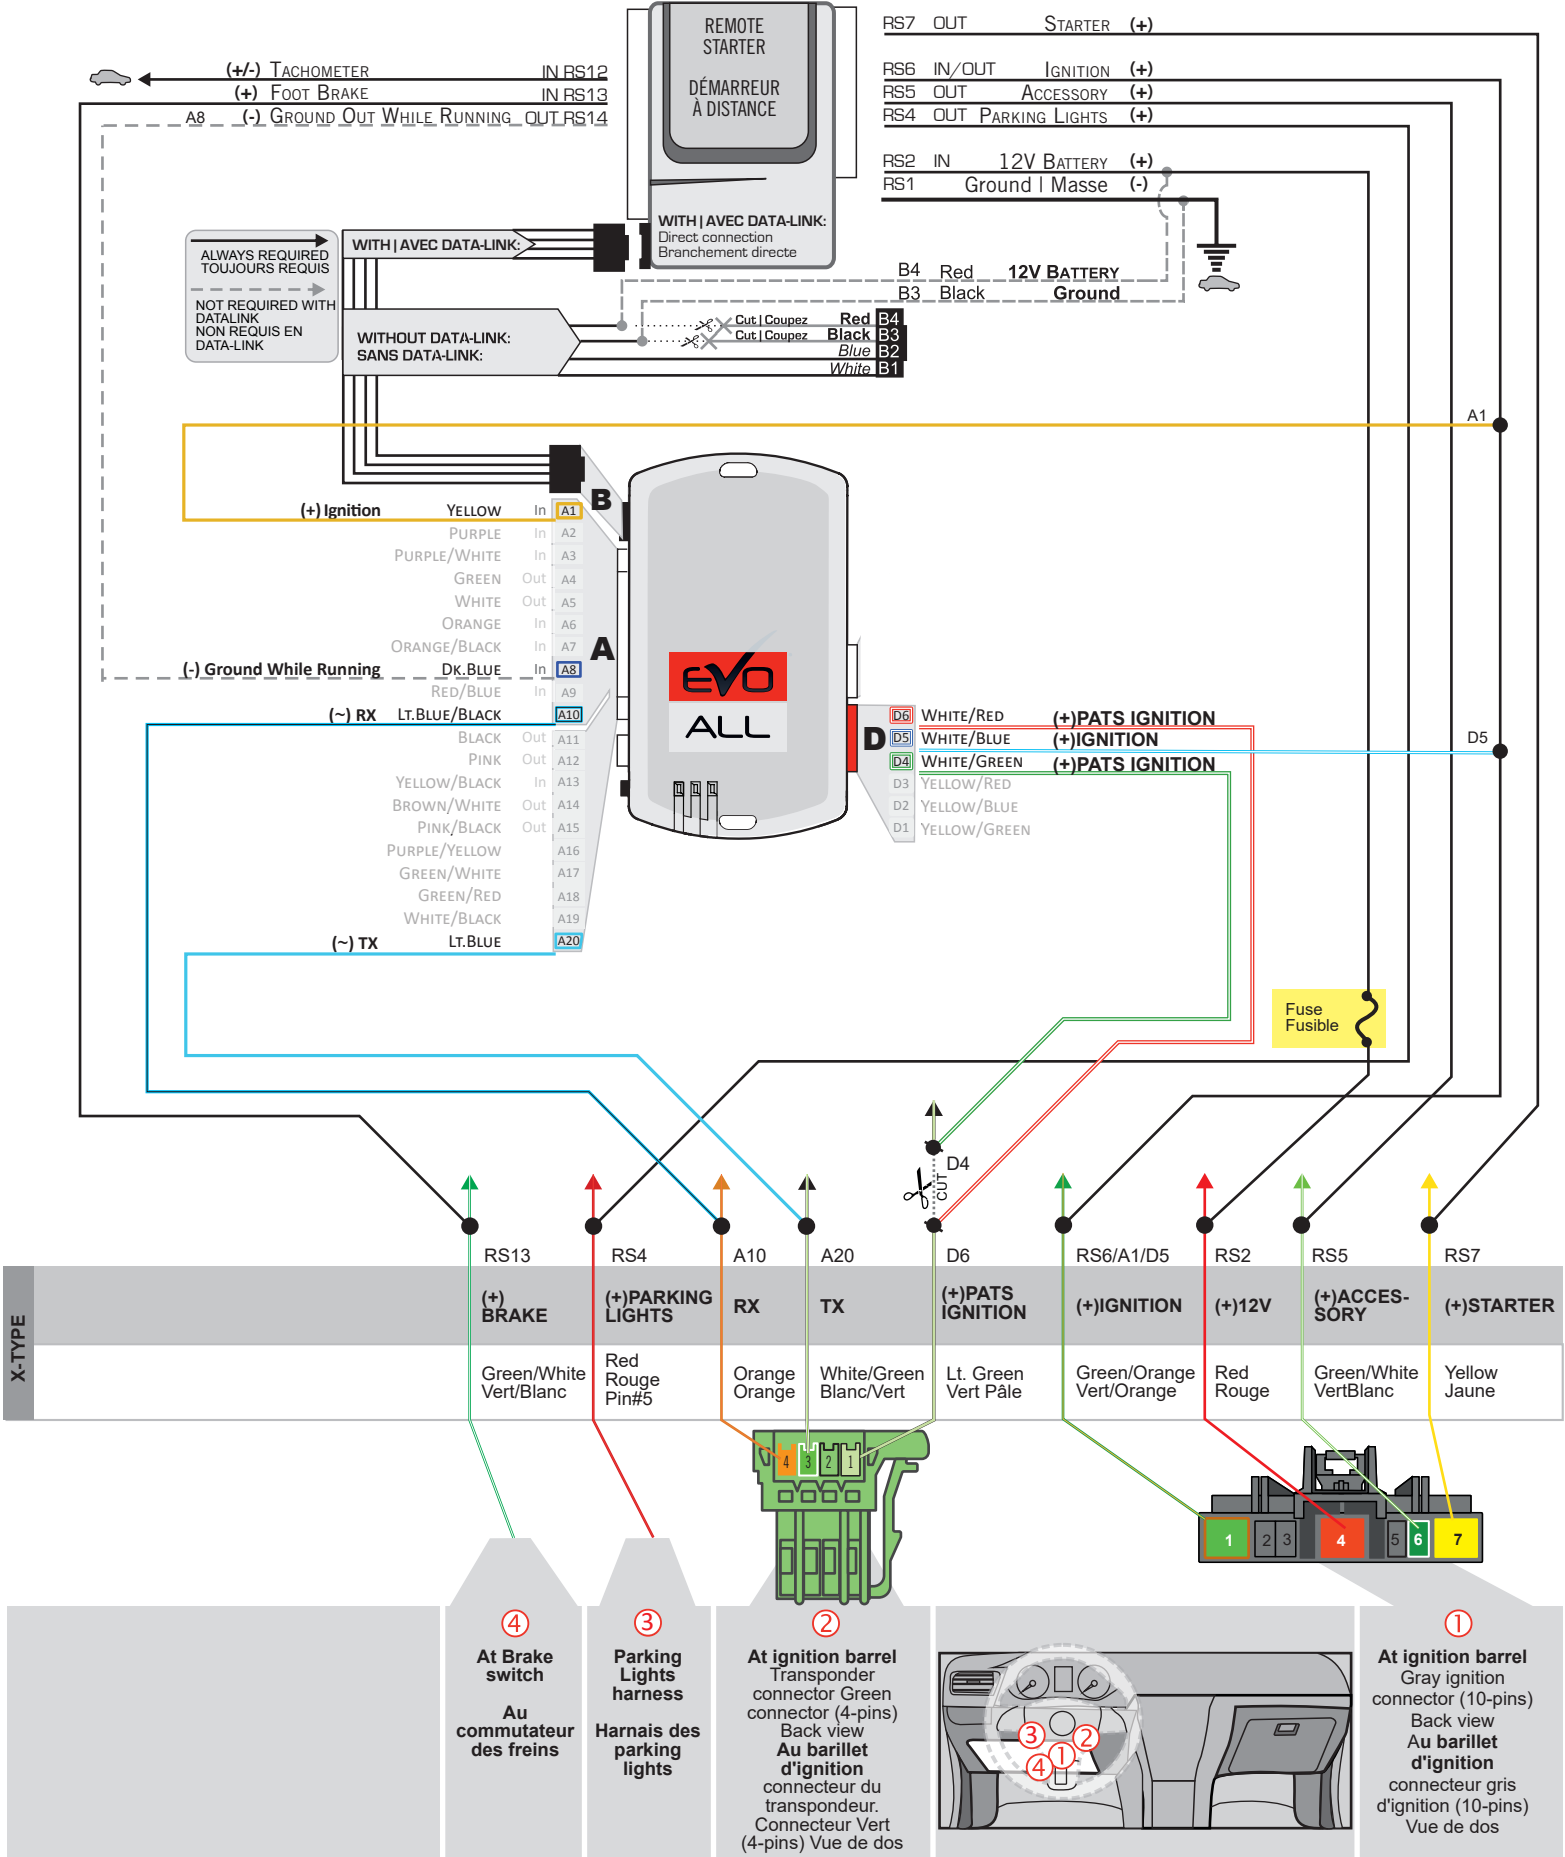 REMOTE
STARTER
DÉMARREUR
À DISTANCE
WITH | AVEC DATA-LINK:
Direct connection
Branchement directe
(+/-) TACHOMETER IN RS12
(+) FOOT BRAKE IN RS13
A8 (-) GROUND OUT WHILE RUNNING OUT RS14
RS7 OUT STARTER (+)
RS6 IN/OUT IGNITION (+)
RS5 OUT ACCESSORY (+)
RS4 OUT PARKING LIGHTS (+)
RS2 IN 12V BATTERY (+)
RS1 Ground | Masse (-)
ALWAYS REQUIRED
TOUJOURS REQUIS
NOT REQUIRED WITH
DATALINK
NON REQUIS EN
DATA-LINK
WITH | AVEC DATA-LINK:
WITHOUT DATA-LINK:
SANS DATA-LINK:
B4 Red 12V BATTERY
B3 Black Ground
Cut | Coupez Red B4
Cut | Coupez Black B3
Blue B2
White B1
A1
B
A
(+) Ignition YELLOW In A1
PURPLE In A2
PURPLE/WHITE In A3
GREEN Out A4
WHITE Out A5
ORANGE In A6
ORANGE/BLACK In A7
(-) Ground While Running DK.BLUE In A8
RED/BLUE In A9
(~) RX LT.BLUE/BLACK A10
BLACK Out A11
PINK Out A12
YELLOW/BLACK In A13
BROWN/WHITE Out A14
PINK/BLACK Out A15
PURPLE/YELLOW A16
GREEN/WHITE A17
GREEN/RED A18
WHITE/BLACK A19
(~) TX LT.BLUE A20
EVO
ALL
D
D6 WHITE/RED (+)PATS IGNITION
D5 WHITE/BLUE (+)IGNITION
D4 WHITE/GREEN (+)PATS IGNITION
D3 YELLOW/RED
D2 YELLOW/BLUE
D1 YELLOW/GREEN
D5
Fuse
Fusible
D4
CUT
RS13 RS4 A10 A20 D6 RS6/A1/D5 RS2 RS5 RS7
X-TYPE
(+)
BRAKE
(+)PARKING
LIGHTS
RX
TX
(+)PATS
IGNITION
(+)IGNITION
(+)12V
(+)ACCES-
SORY
(+)STARTER
Green/White
Vert/Blanc
Red
Rouge
Pin#5
Orange
Orange
White/Green
Blanc/Vert
Lt. Green
Vert Pâle
Green/Orange
Vert/Orange
Red
Rouge
Green/White
VertBlanc
Yellow
Jaune
4 3 2 1
1 2 3 4 5 6 7
4
At Brake
switch
Au
commutateur
des freins
3
Parking
Lights
harness
Harnais des
parking
lights
2
At ignition barrel
Transponder
connector Green
connector (4-pins)
Back view
Au barillet
d'ignition
connecteur du
transpondeur.
Connecteur Vert
(4-pins) Vue de dos
3 2
4 1
1
At ignition barrel
Gray ignition
connector (10-pins)
Back view
Au barillet
d'ignition
connecteur gris
d'ignition (10-pins)
Vue de dos